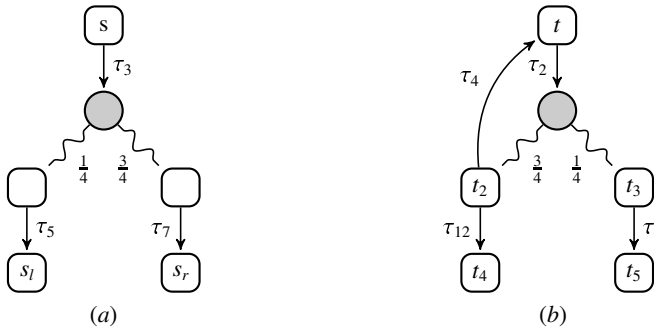 s t
τ₃ τ₄ τ₂
1/4 3/4 3/4 1/4
t₂ t₃
τ₅ τ₇ τ₁₂ τ
sₗ sᵣ t₄ t₅
(a) (b)